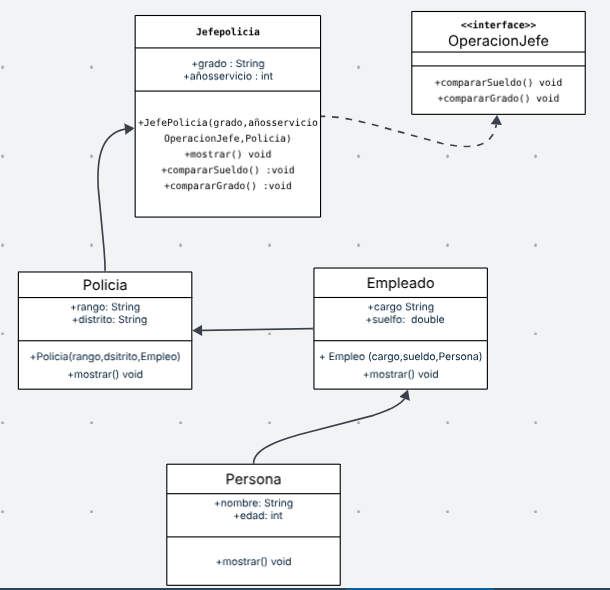 Jefepolicia
+grado : String
+añosservicio : int
+JefePolicia(grado,añosservicio
OperacionJefe,Policia)
+mostrar() void
+compararSueldo() :void
+compararGrado() :void
<<interface>>
OperacionJefe
+compararSueldo() void
+compararGrado() void
Policia
+rango: String
+distrito: String
+Policia(rango,dsitrito,Empleo)
+mostrar() void
Empleado
+cargo String
+suelfo: double
+ Empleo (cargo,sueldo,Persona)
+mostrar() void
Persona
+nombre: String
+edad: int
+mostrar() void